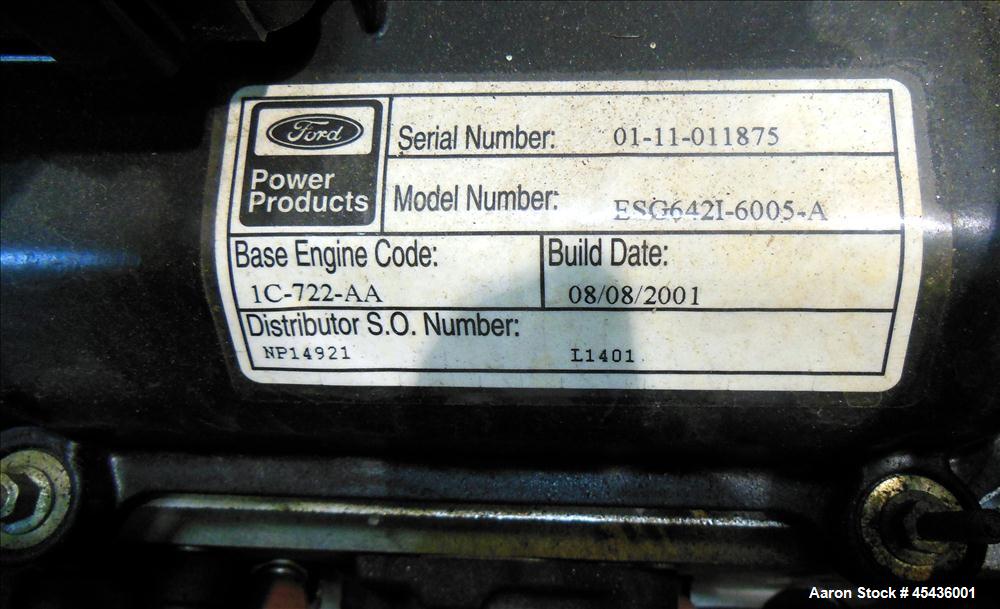 Ford
Power
Products
Serial Number: 01-11-011875
Model Number: ESG642I-6005-A
Base Engine Code:
1C-722-AA
Build Date:
08/08/2001
Distributor S.O. Number:
NP14921 L1401
Aaron Stock # 45436001